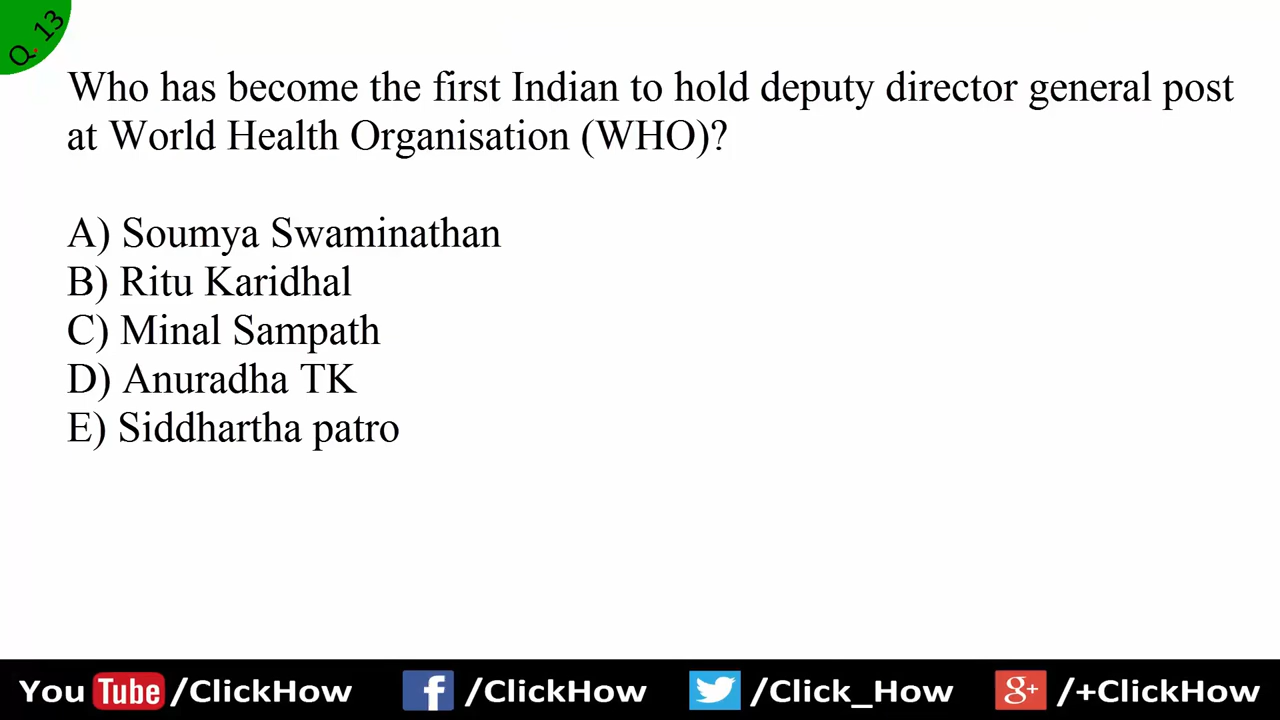 Q. 13
Who has become the first Indian to hold deputy director general post
at World Health Organisation (WHO)?
A) Soumya Swaminathan
B) Ritu Karidhal
C) Minal Sampath
D) Anuradha TK
E) Siddhartha patro
You Tube /ClickHow f /ClickHow /Click_How g+ /+ClickHow